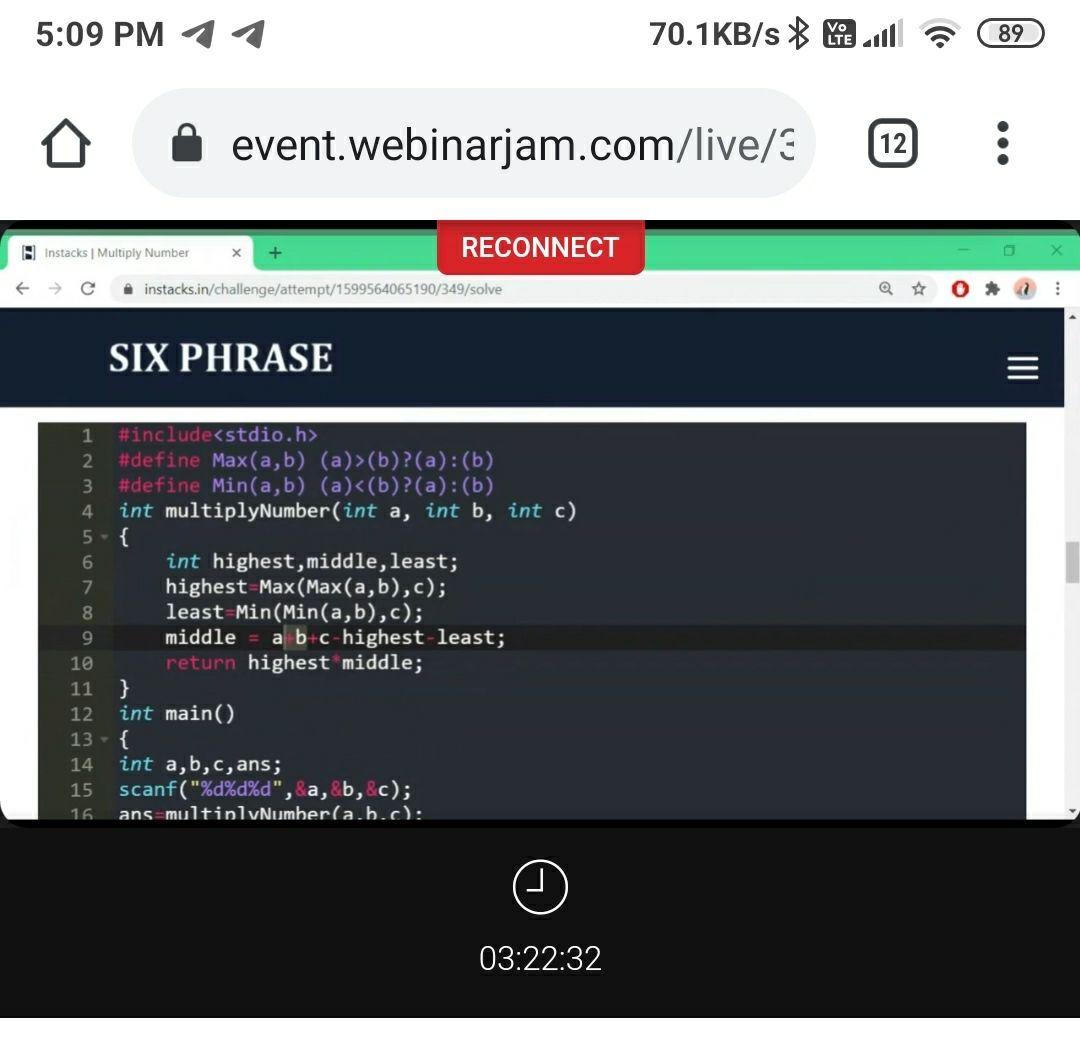 5:09 PM 70.1KB/s Vo LTE 89
event.webinarjam.com/live/3 12
RECONNECT
Instacks | Multiply Number
instacks.in/challenge/attempt/1599564065190/349/solve
SIX PHRASE
1 #include<stdio.h>
2 #define Max(a,b) (a)>(b)?(a):(b)
3 #define Min(a,b) (a)<(b)?(a):(b)
4 int multiplyNumber(int a, int b, int c)
5 {
6 int highest,middle,least;
7 highest=Max(Max(a,b),c);
8 least=Min(Min(a,b),c);
9 middle = a+b+c-highest-least;
10 return highest*middle;
11 }
12 int main()
13 {
14 int a,b,c,ans;
15 scanf("%d%d%d",&a,&b,&c);
16 ans=multiplyNumber(a,b,c);
03:22:32